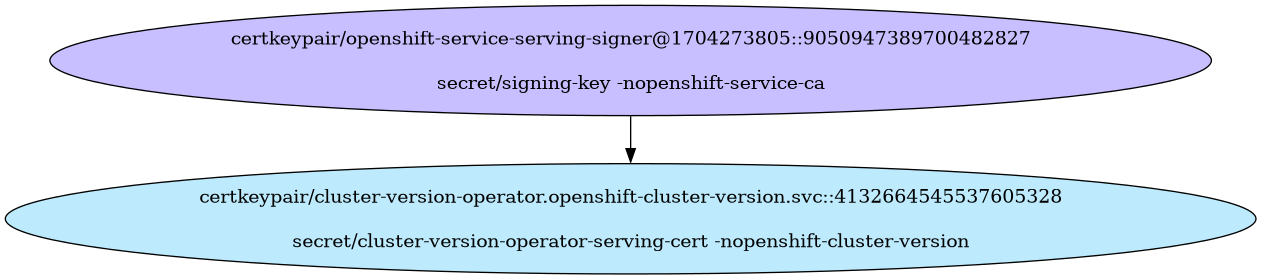 certkeypair/openshift-service-serving-signer@1704273805::9050947389700482827
secret/signing-key -nopenshift-service-ca
certkeypair/cluster-version-operator.openshift-cluster-version.svc::4132664545537605328
secret/cluster-version-operator-serving-cert -nopenshift-cluster-version